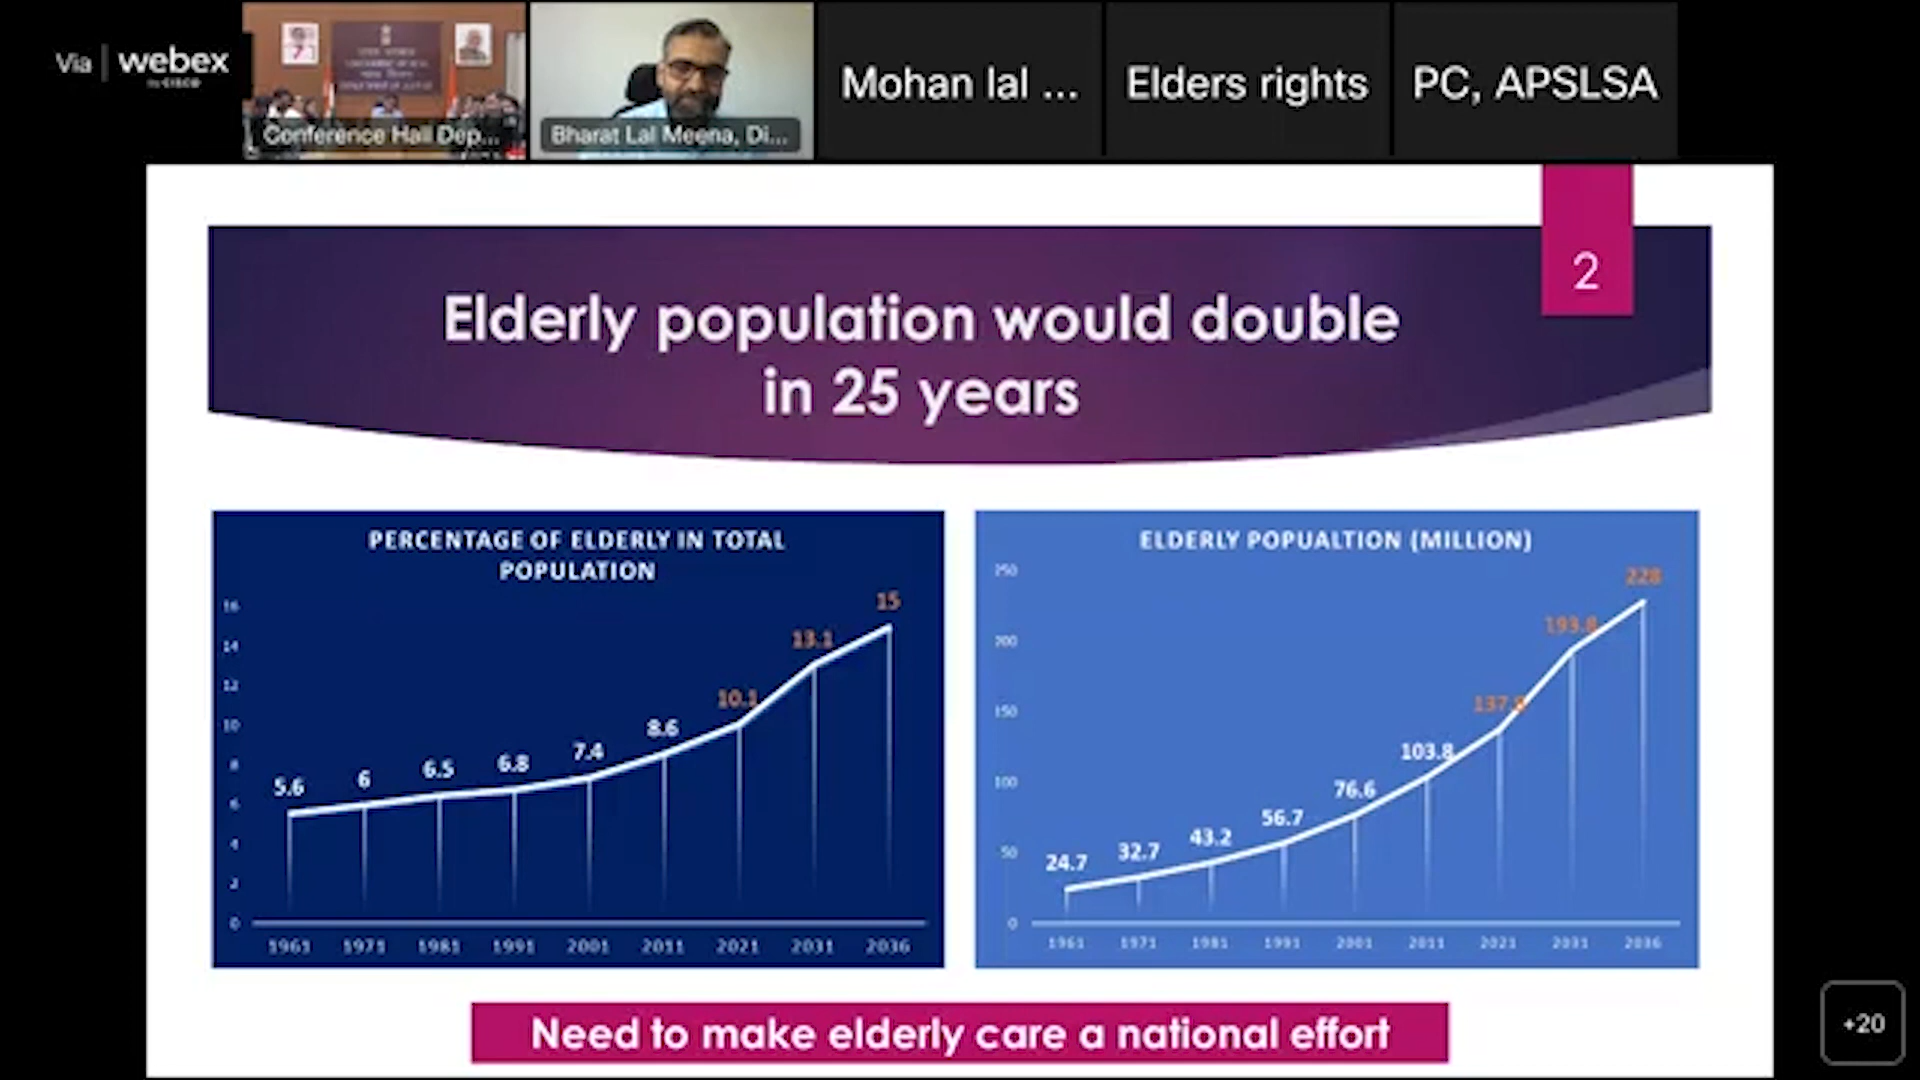 Via webex
by CISCO
Conference Hall Dep...
Bharat Lal Meena, Di...
Mohan lal ...
Elders rights
PC, APSLSA
2
Elderly population would double
in 25 years
PERCENTAGE OF ELDERLY IN TOTAL
POPULATION
16
14
12
10
8
6
4
2
0
5.6
6
6.5
6.8
7.4
8.6
10.1
13.1
15
1961 1971 1981 1991 2001 2011 2021 2031 2036
ELDERLY POPUALTION (MILLION)
250
200
150
100
50
0
24.7
32.7
43.2
56.7
76.6
103.8
193.8
228
1961 1971 1981 1991 2001 2011 2021 2031 2036
Need to make elderly care a national effort
+20